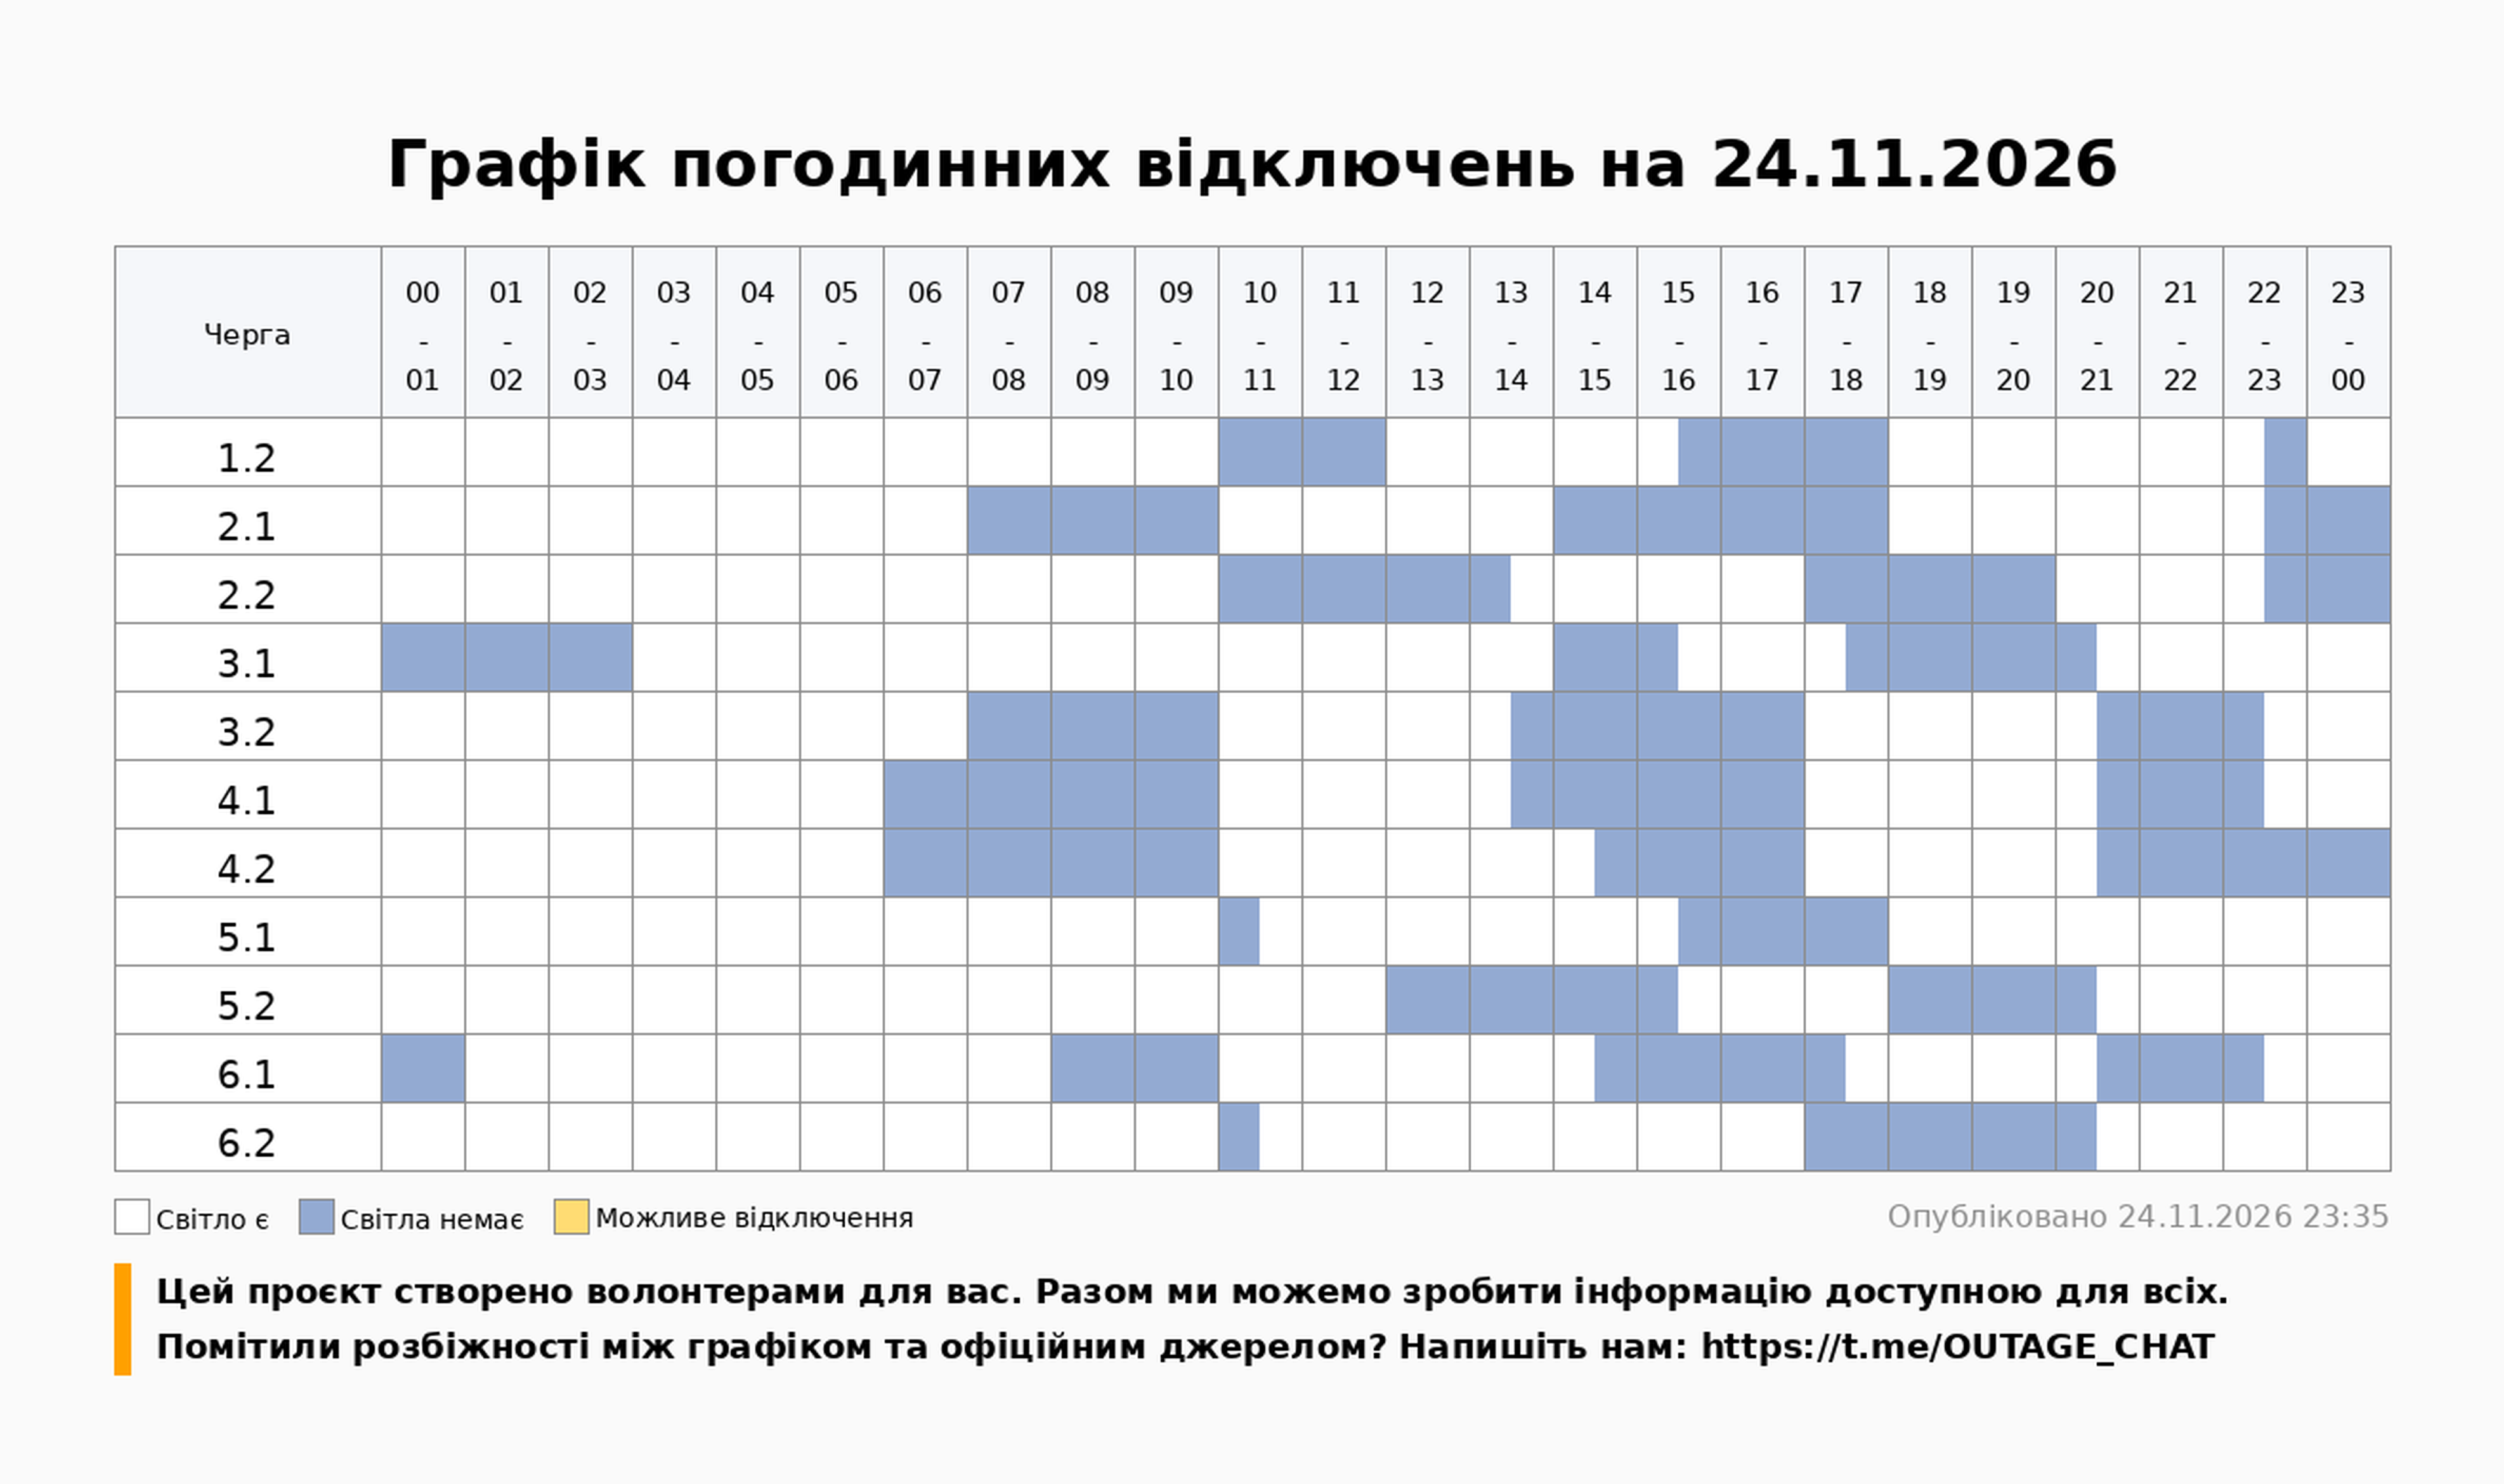 Графік погодинних відключень на 24.11.2026
Черга 00 - 01 01 - 02 02 - 03 03 - 04 04 - 05 05 - 06 06 - 07 07 - 08 08 - 09 09 - 10 10 - 11 11 - 12 12 - 13 13 - 14 14 - 15 15 - 16 16 - 17 17 - 18 18 - 19 19 - 20 20 - 21 21 - 22 22 - 23 23 - 00
1.2
2.1
2.2
3.1
3.2
4.1
4.2
5.1
5.2
6.1
6.2
Світло є Світла немає Можливе відключення Опубліковано 24.11.2026 23:35
Цей проєкт створено волонтерами для вас. Разом ми можемо зробити інформацію доступною для всіх.
Помітили розбіжності між графіком та офіційним джерелом? Напишіть нам: https://t.me/OUTAGE_CHAT